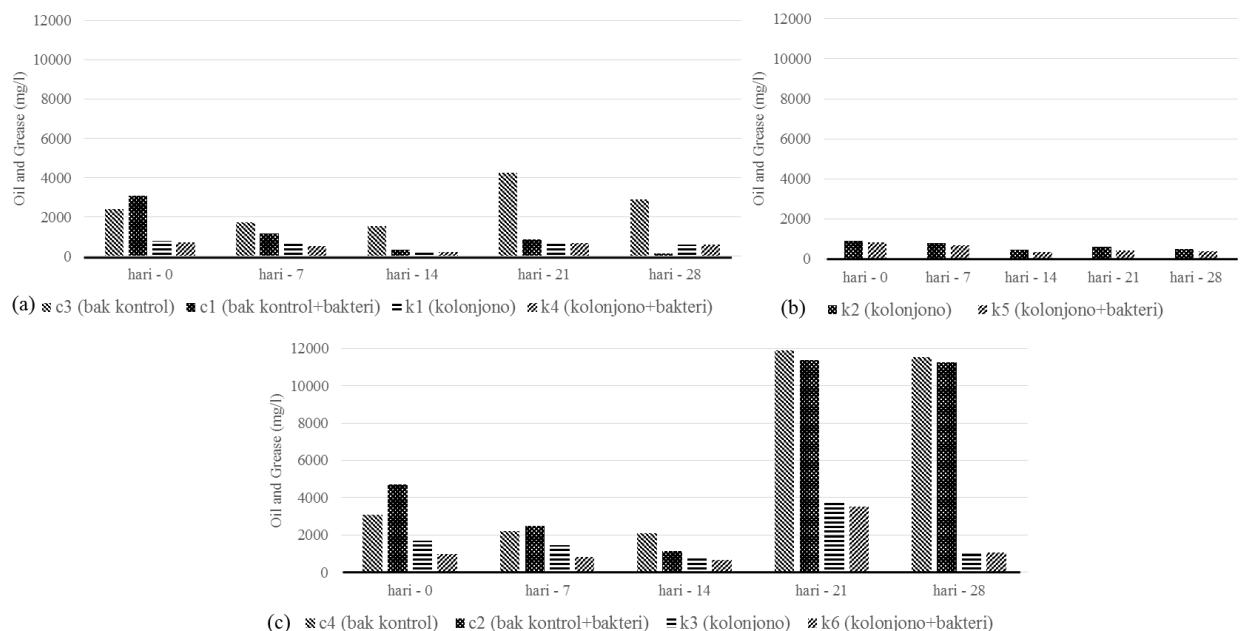 12000
10000
8000
6000
4000
2000
0
Oil and Grease (mg/l)
hari - 0 hari - 7 hari - 14 hari - 21 hari - 28
(a) c3 (bak kontrol) c1 (bak kontrol+bakteri) k1 (kolonjono) k4 (kolonjono+bakteri)
12000
10000
8000
6000
4000
2000
0
Oil and Grease (mg/l)
hari - 0 hari - 7 hari - 14 hari - 21 hari - 28
(b) k2 (kolonjono) k5 (kolonjono+bakteri)
12000
10000
8000
6000
4000
2000
0
Oil and Grease (mg/l)
hari - 0 hari - 7 hari - 14 hari - 21 hari - 28
(c) c4 (bak kontrol) c2 (bak kontrol+bakteri) k3 (kolonjono) k6 (kolonjono+bakteri)